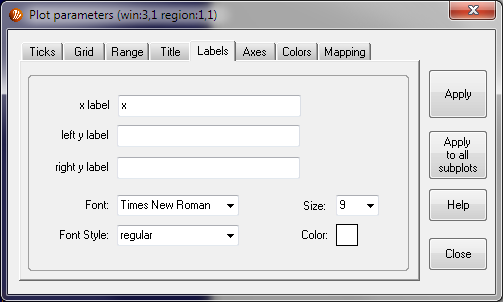 Plot parameters (win:3,1 region:1,1)
Ticks Grid Range Title Labels Axes Colors Mapping
x label x
left y label
right y label
Font: Times New Roman Size: 9
Font Style: regular Color:
Apply
Apply
to all
subplots
Help
Close